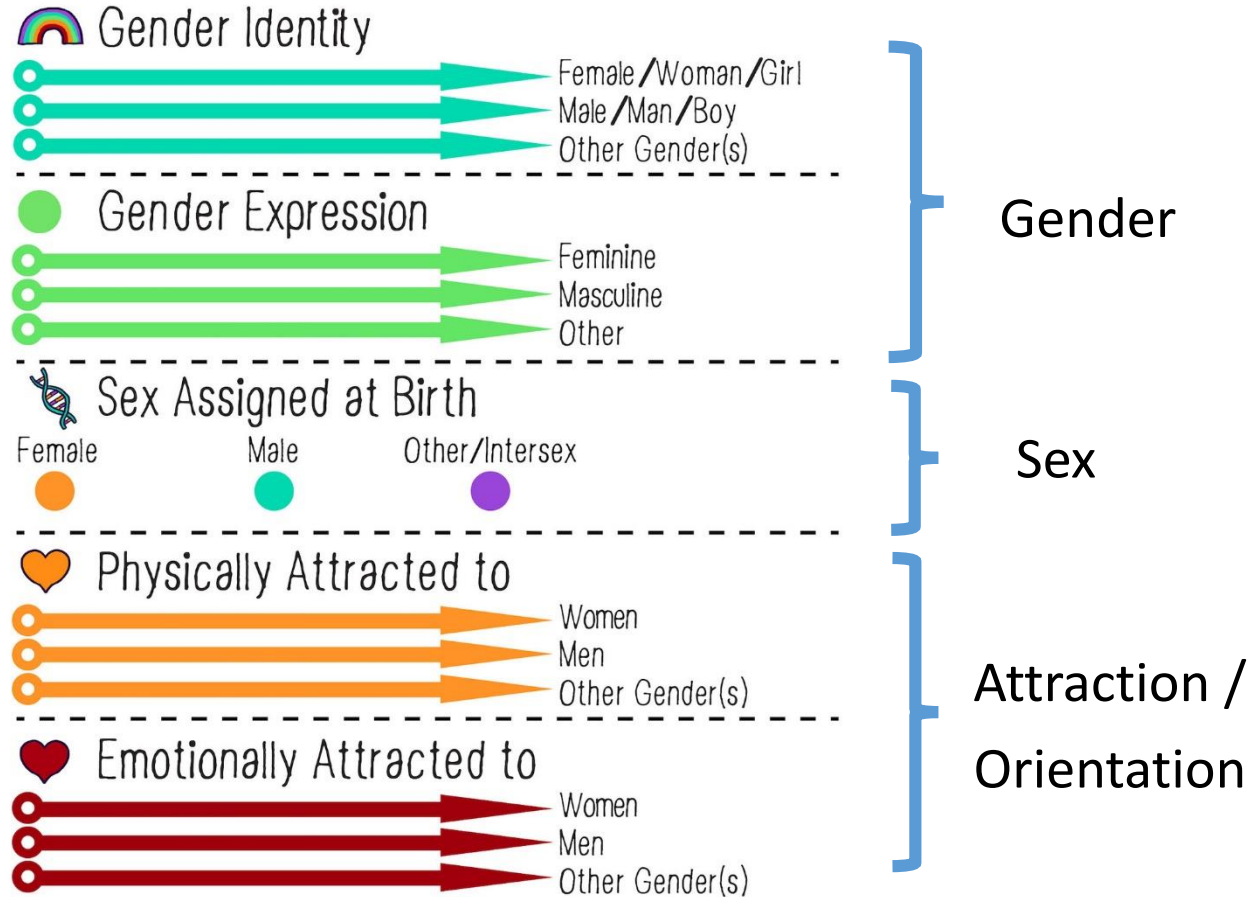 Gender Identity
Female/Woman/Girl
Male/Man/Boy
Other Gender(s)
Gender Expression
Feminine
Masculine
Other
Gender
Sex Assigned at Birth
Female Male Other/Intersex
Sex
Physically Attracted to
Women
Men
Other Gender(s)
Emotionally Attracted to
Women
Men
Other Gender(s)
Attraction /
Orientation